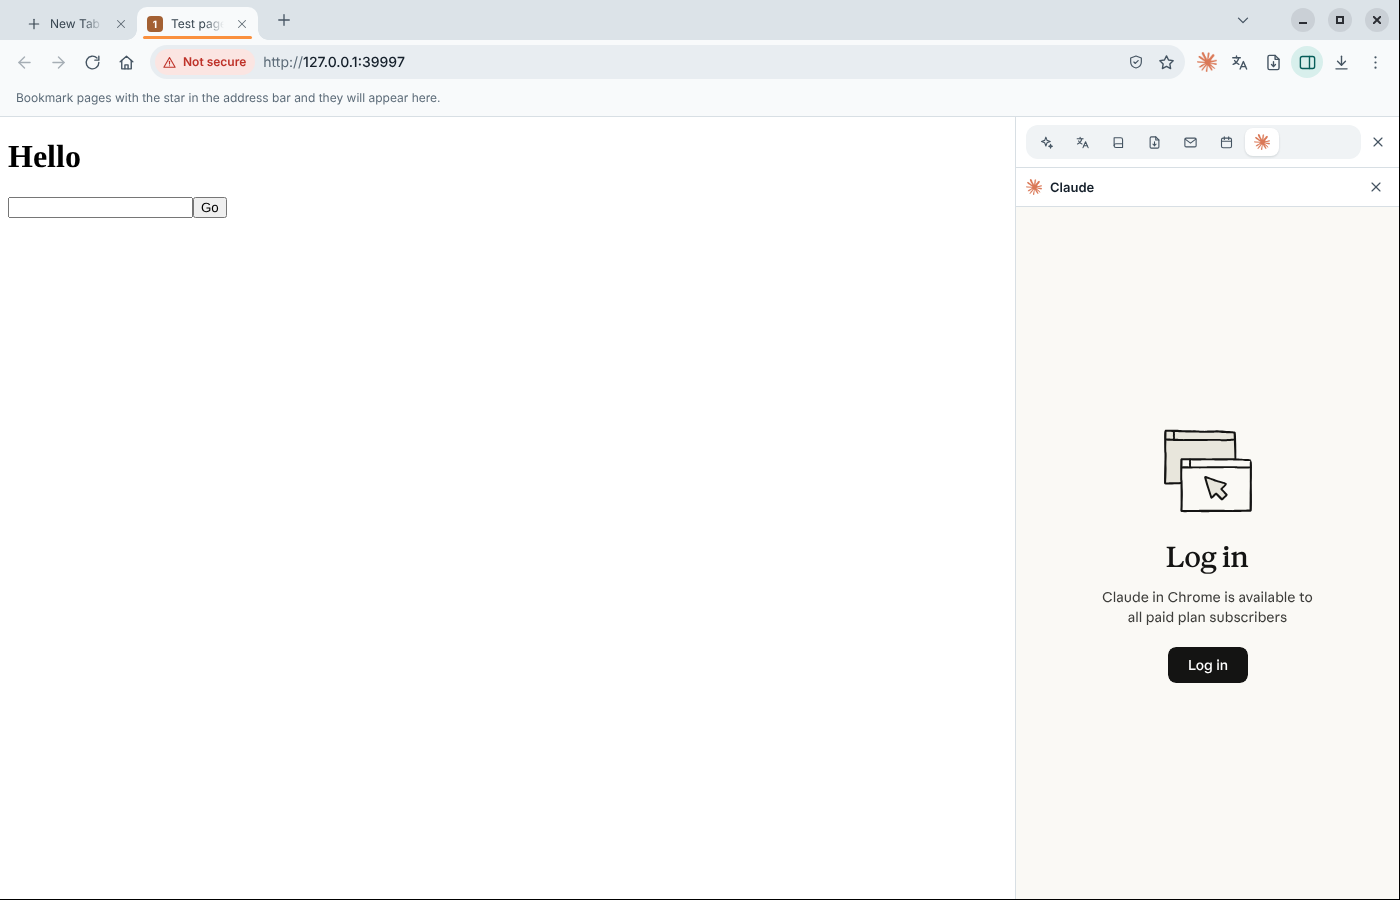 New Tab
1 Test pag
Not secure http://127.0.0.1:39997
Bookmark pages with the star in the address bar and they will appear here.
Hello
Go
Claude
Log in
Claude in Chrome is available to
all paid plan subscribers
Log in